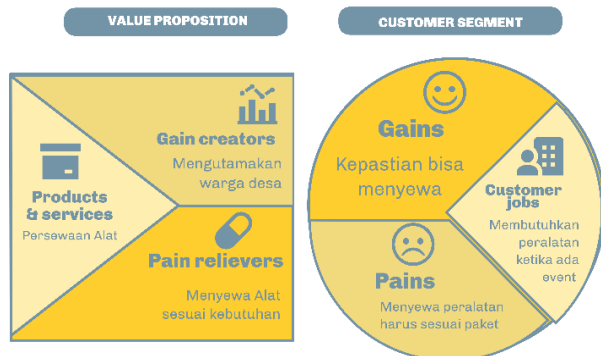 VALUE PROPOSITION
CUSTOMER SEGMENT
Gain creators
Mengutamakan
warga desa
Products
& services
Persewaan Alat
Pain relievers
Menyewa Alat
sesuai kebutuhan
Gains
Kepastian bisa
menyewa
Customer
jobs
Membutuhkan
peralatan
ketika ada
event
Pains
Menyewa peralatan
harus sesuai paket